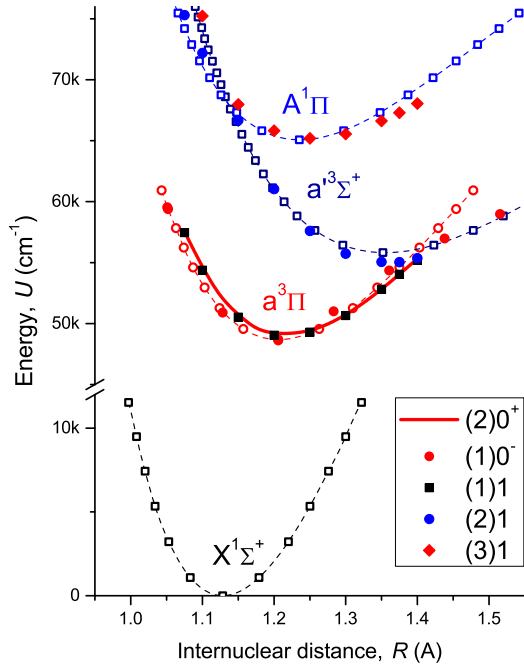 70k
60k
50k
10k
0
Energy, U (cm⁻¹)
A¹Π
a'³Σ⁺
a³Π
X¹Σ⁺
(2)0⁺
(1)0⁻
(1)1
(2)1
(3)1
1.0 1.1 1.2 1.3 1.4 1.5
Internuclear distance, R (A)